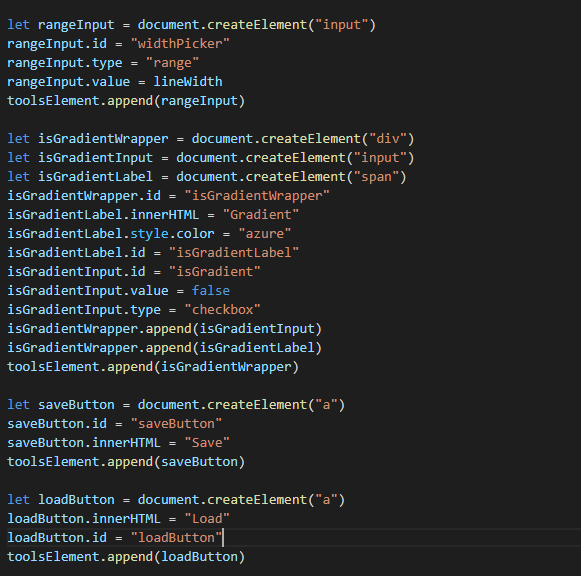 let rangeInput = document.createElement("input")
rangeInput.id = "widthPicker"
rangeInput.type = "range"
rangeInput.value = lineWidth
toolsElement.append(rangeInput)
let isGradientWrapper = document.createElement("div")
let isGradientInput = document.createElement("input")
let isGradientLabel = document.createElement("span")
isGradientWrapper.id = "isGradientWrapper"
isGradientLabel.innerHTML = "Gradient"
isGradientLabel.style.color = "azure"
isGradientLabel.id = "isGradientLabel"
isGradientInput.id = "isGradient"
isGradientInput.value = false
isGradientInput.type = "checkbox"
isGradientWrapper.append(isGradientInput)
isGradientWrapper.append(isGradientLabel)
toolsElement.append(isGradientWrapper)
let saveButton = document.createElement("a")
saveButton.id = "saveButton"
saveButton.innerHTML = "Save"
toolsElement.append(saveButton)
let loadButton = document.createElement("a")
loadButton.innerHTML = "Load"
loadButton.id = "loadButton"
toolsElement.append(loadButton)